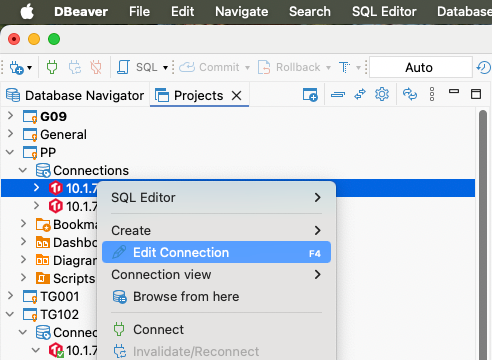 DBeaver File Edit Navigate Search SQL Editor Database
SQL Commit Rollback T Auto
Database Navigator Projects
G09
General
PP
Connections
10.1.7
10.1.7
SQL Editor
Bookma
Create
Dashbo
Edit Connection F4
Diagran
Connection view
Scripts
Browse from here
TG001
TG102
Connec
Connect
10.1.7
Invalidate/Reconnect